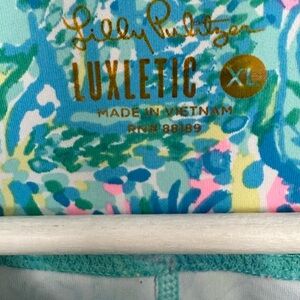 Lilly Pulitzer
LUXLETIC XL
MADE IN VIETNAM
RN# 88189